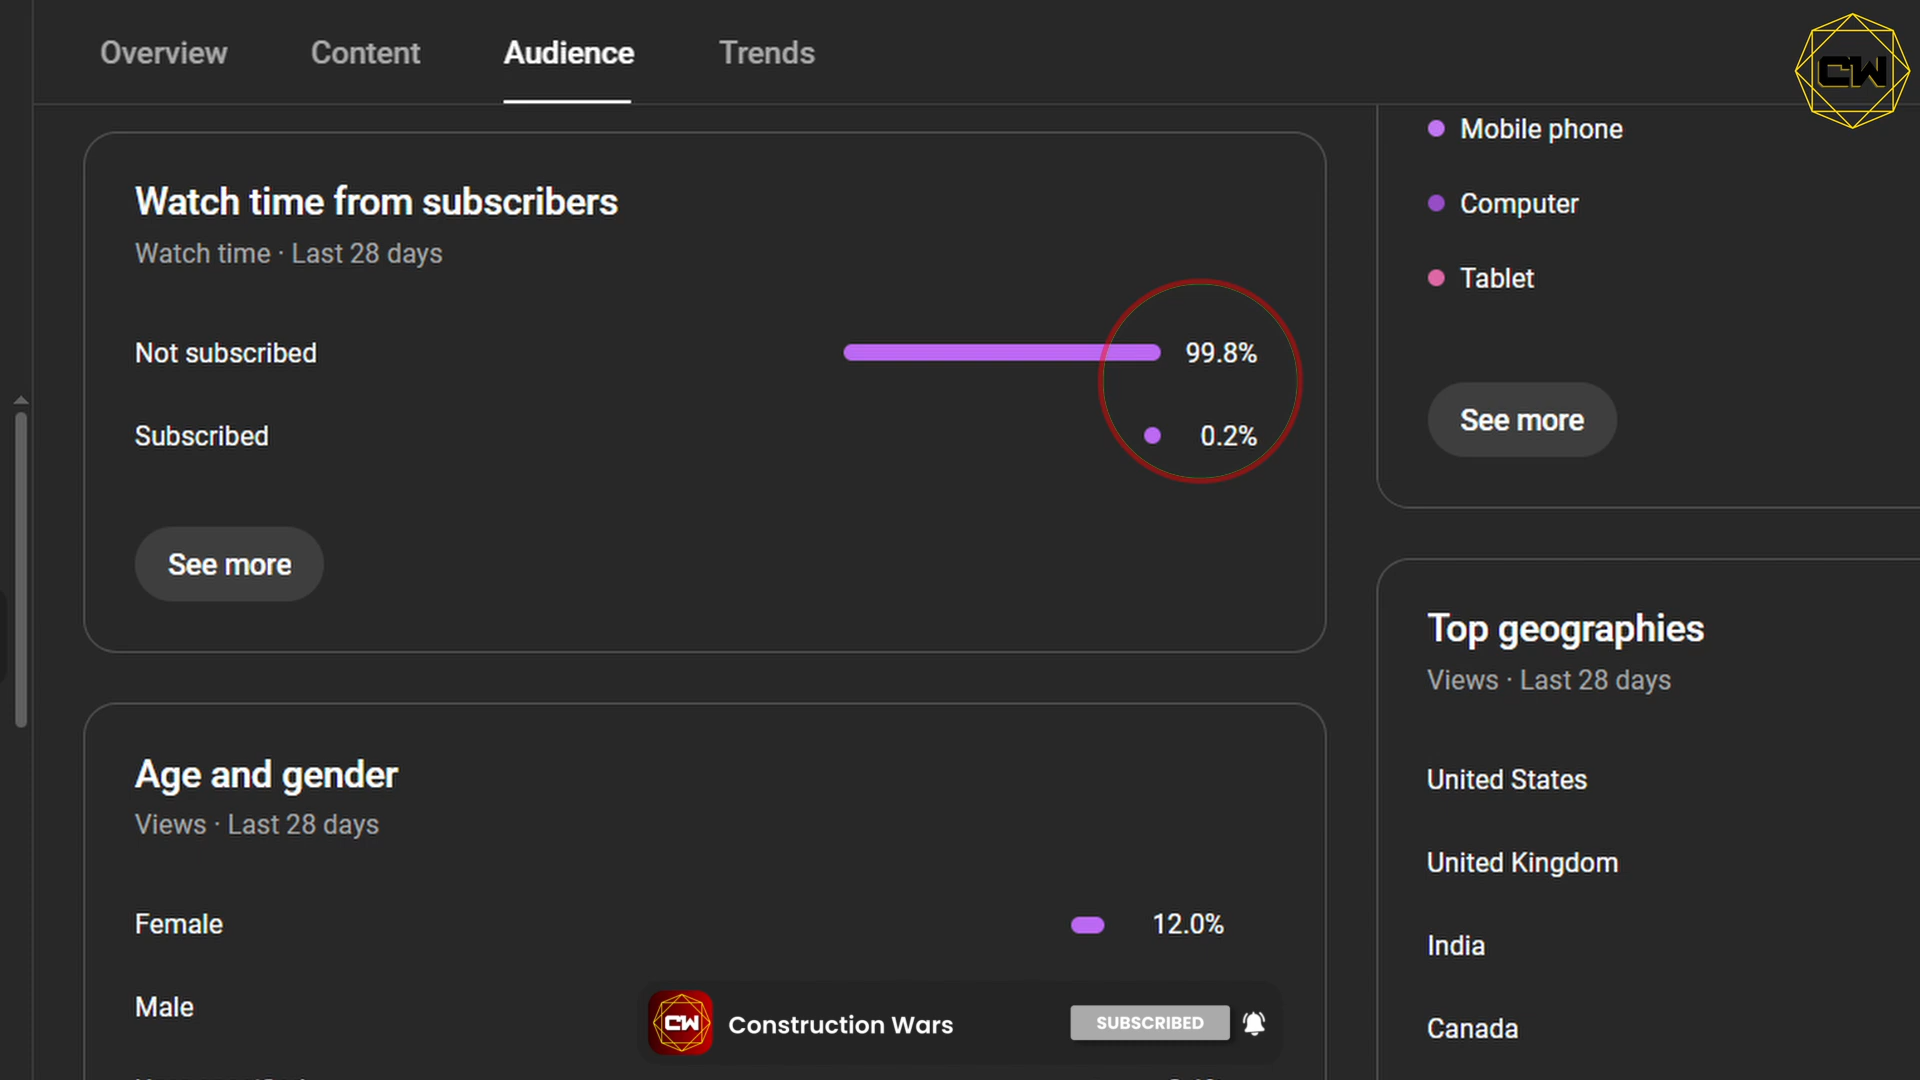 Overview Content Audience Trends
CW
Watch time from subscribers
Watch time · Last 28 days
Not subscribed 99.8%
Subscribed 0.2%
See more
Age and gender
Views · Last 28 days
Female 12.0%
Male
Mobile phone
Computer
Tablet
See more
Top geographies
Views · Last 28 days
United States
United Kingdom
India
Canada
CW Construction Wars SUBSCRIBED